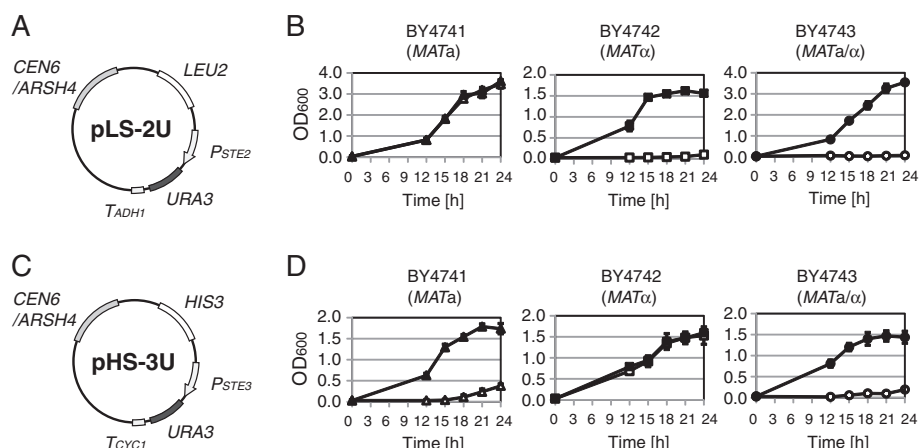 A
CEN6
/ARSH4
LEU2
pLS-2U
PSTE2
URA3
TADH1
B
BY4741
(MATa)
BY4742
(MATα)
BY4743
(MATa/α)
OD600
4.0
3.0
2.0
1.0
0.0
0 3 6 9 12 15 18 21 24
Time [h]
2.0
1.5
1.0
0.5
0.0
0 3 6 9 12 15 18 21 24
Time [h]
4.0
3.0
2.0
1.0
0.0
0 3 6 9 12 15 18 21 24
Time [h]
C
CEN6
/ARSH4
HIS3
pHS-3U
PSTE3
URA3
TCYC1
D
BY4741
(MATa)
BY4742
(MATα)
BY4743
(MATa/α)
OD600
2.0
1.5
1.0
0.5
0
0 3 6 9 12 15 18 21 24
Time [h]
2.0
1.5
1.0
0.5
0.0
0 3 6 9 12 15 18 21 24
Time [h]
2.0
1.5
1.0
0.5
0.0
0 3 6 9 12 15 18 21 24
Time [h]